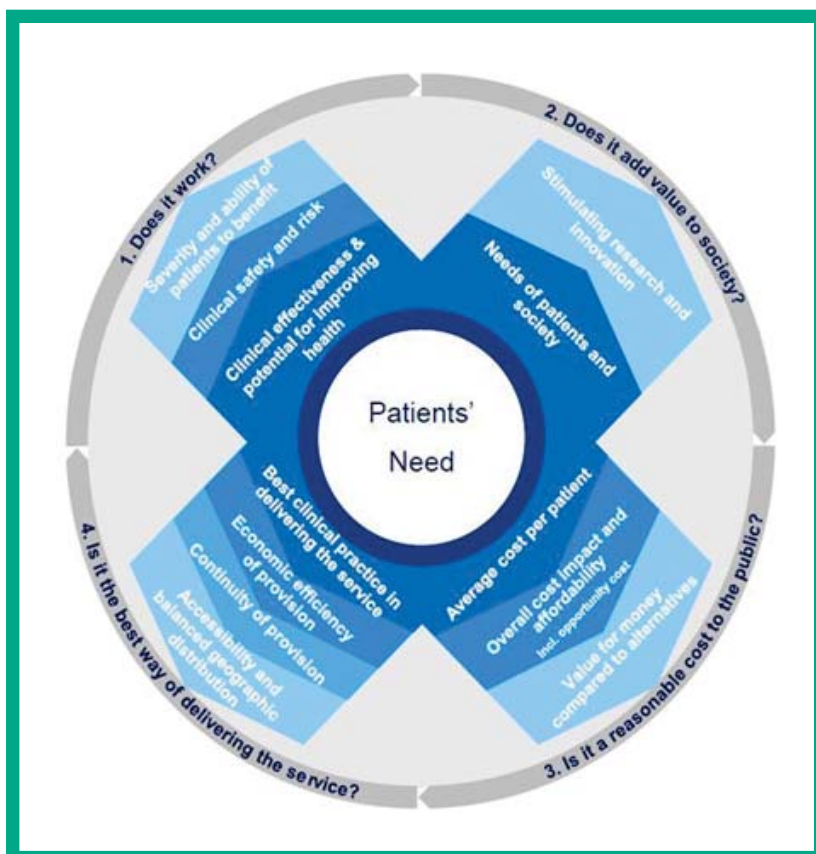 1. Does it work?
Severity and ability of
patients to benefit
Clinical safety and risk
Clinical effectiveness &
potential for improving
health
2. Does it add value to society?
Stimulating research and
innovation
Needs of patients and
society
Patients'
Need
3. Is it a reasonable cost to the public?
Average cost per patient
Overall cost impact and
affordability
Incl. opportunity cost
Value for money
compared to alternatives
4. Is it the best way of delivering the service?
Best clinical practice in
delivering the service
Economic efficiency
of provision
Continuity of provision
Accessibility and
balanced geographic
distribution